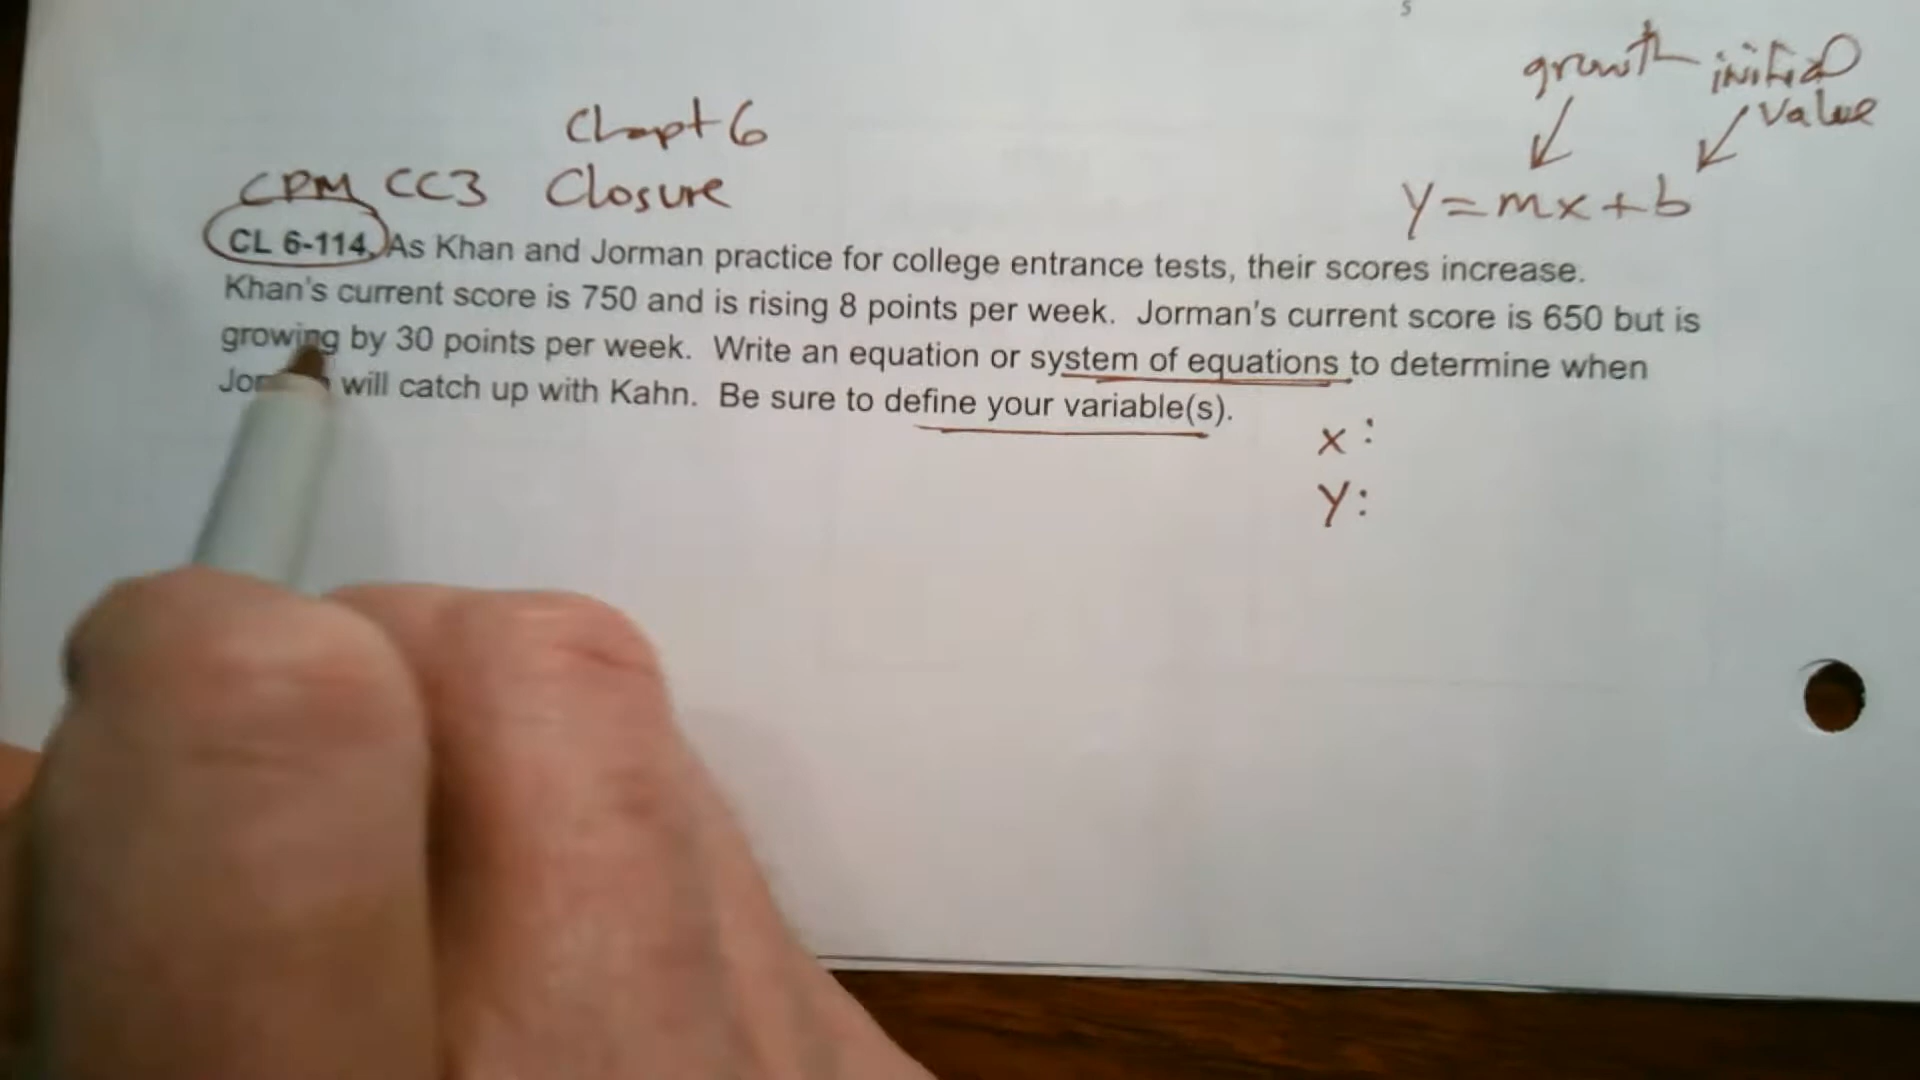 5
growth initial
value
Chapt 6
CPM CC3 Closure
y=mx+b
CL 6-114. As Khan and Jorman practice for college entrance tests, their scores increase.
Khan's current score is 750 and is rising 8 points per week. Jorman's current score is 650 but is
growing by 30 points per week. Write an equation or system of equations to determine when
will catch up with Kahn. Be sure to define your variable(s).
x:
y: